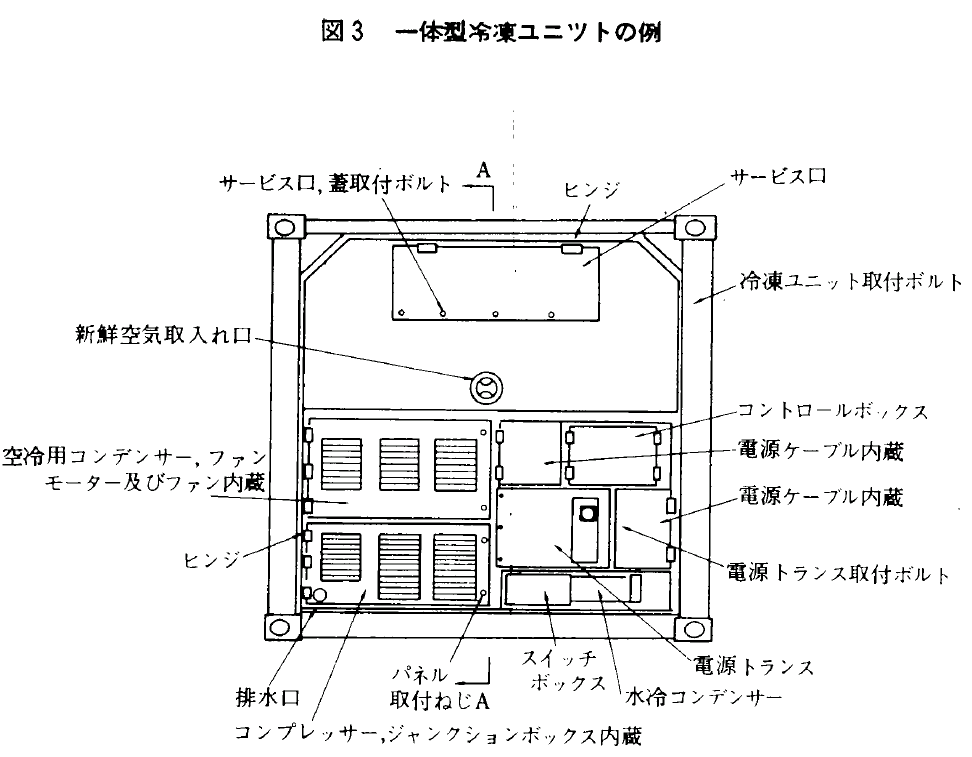 図3 一体型冷凍ユニットの例
A
サービス口,蓋取付ボルト
ヒンジ
サービス口
冷凍ユニット取付ボルト
新鮮空気取入れ口
コントロールボックス
電源ケーブル内蔵
空冷用コンデンサー,ファン
モーター及びファン内蔵
電源ケーブル内蔵
ヒンジ
電源トランス取付ボルト
スイッチ
ボックス
電源トランス
パネル
取付ねじA
排水口
水冷コンデンサー
コンプレッサー,ジャンクションボックス内蔵